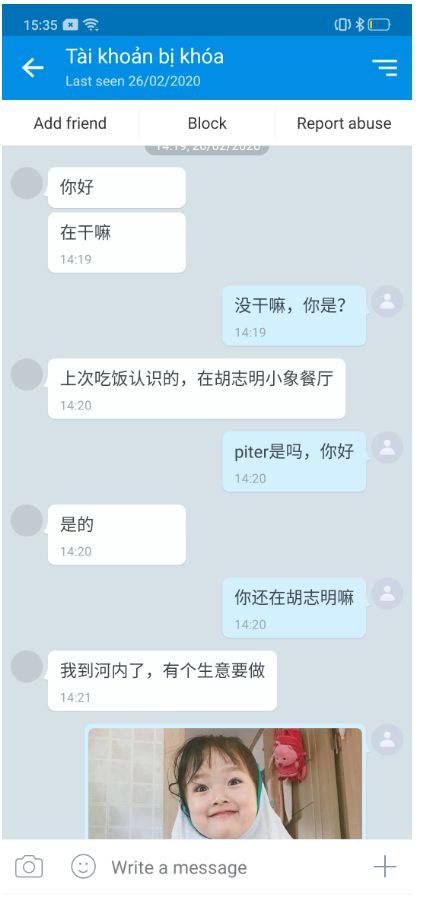 15:35
Tài khoản bị khóa
Last seen 26/02/2020
Add friend Block Report abuse
14:19, 26/02/2020
你好
在干嘛
14:19
没干嘛，你是？
14:19
上次吃饭认识的，在胡志明小象餐厅
14:20
piter是吗，你好
14:20
是的
14:20
你还在胡志明嘛
14:20
我到河内了，有个生意要做
14:21
Write a message